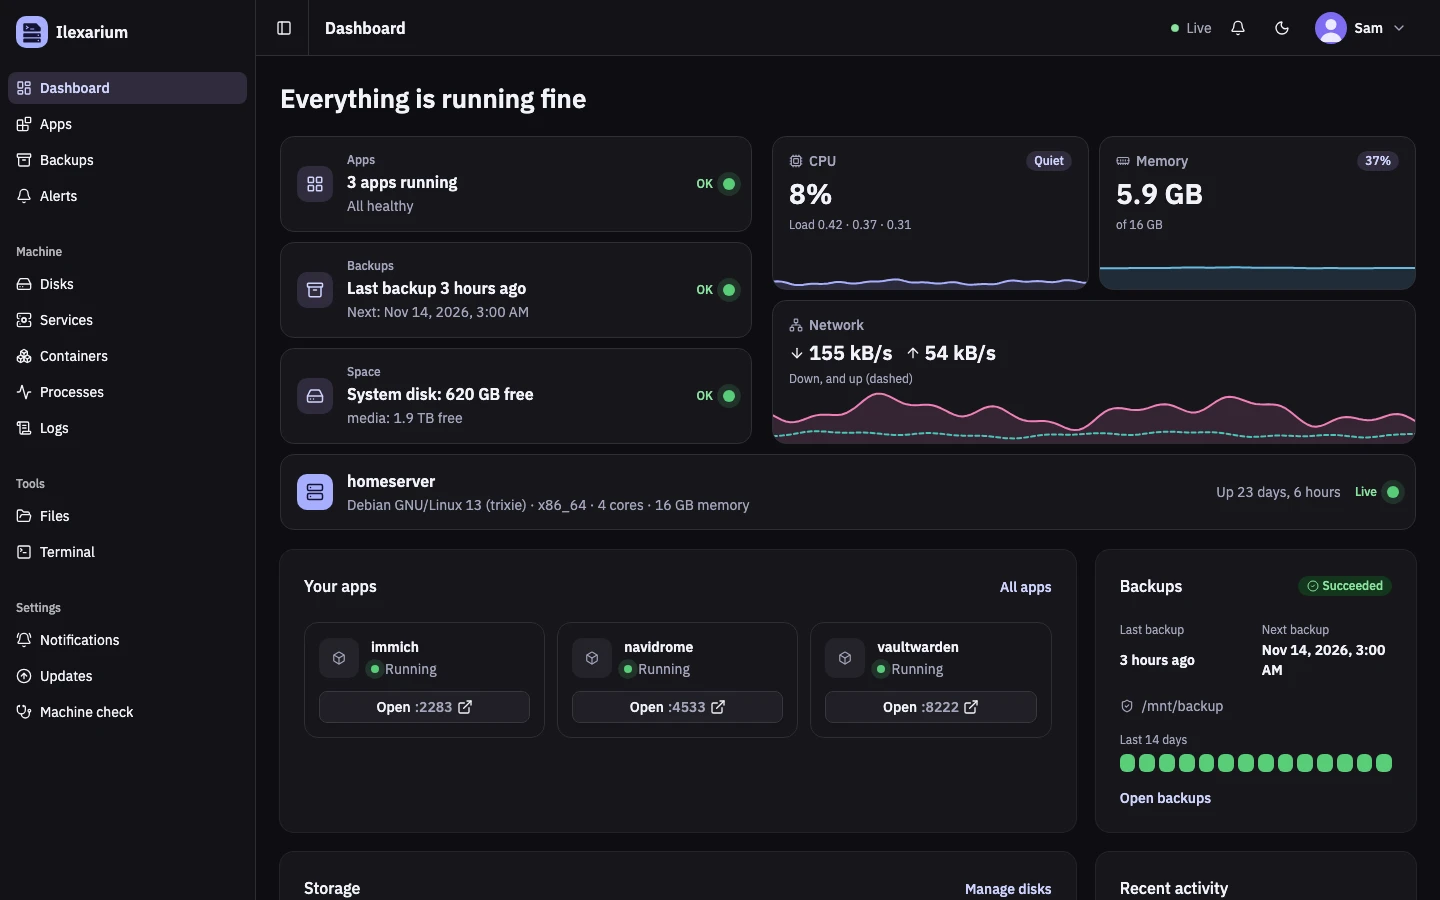 Ilexarium
Dashboard
Apps
Backups
Alerts
Machine
Disks
Services
Containers
Processes
Logs
Tools
Files
Terminal
Settings
Notifications
Updates
Machine check
Dashboard
Live
Sam
Everything is running fine
Apps
3 apps running
All healthy
OK
Backups
Last backup 3 hours ago
Next: Nov 14, 2026, 3:00 AM
OK
Space
System disk: 620 GB free
media: 1.9 TB free
OK
CPU
Quiet
8%
Load 0.42 · 0.37 · 0.31
Memory
37%
5.9 GB
of 16 GB
Network
↓ 155 kB/s ↑ 54 kB/s
Down, and up (dashed)
homeserver
Debian GNU/Linux 13 (trixie) · x86_64 · 4 cores · 16 GB memory
Up 23 days, 6 hours
Live
Your apps
All apps
immich
Running
Open :2283
navidrome
Running
Open :4533
vaultwarden
Running
Open :8222
Backups
Succeeded
Last backup
3 hours ago
Next backup
Nov 14, 2026, 3:00
AM
/mnt/backup
Last 14 days
Open backups
Storage
Manage disks
Recent activity